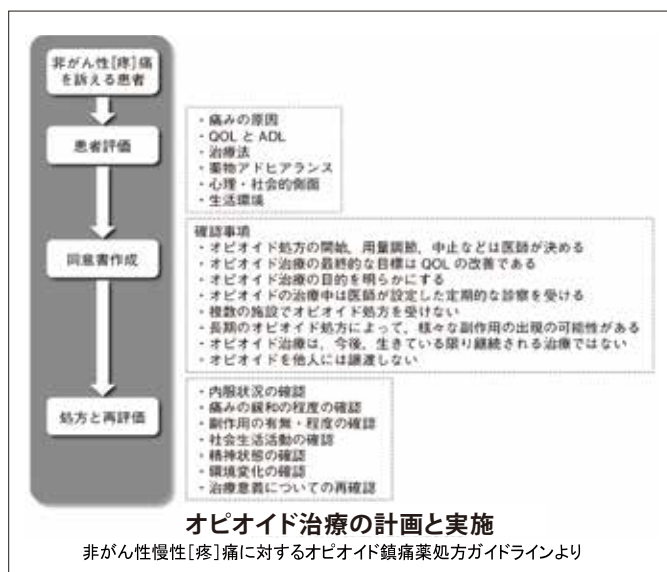 非がん性[疼]痛
を訴える患者
患者評価
・痛みの原因
・QOL と ADL
・治療法
・薬物アドヒアランス
・心理・社会的側面
・生活環境
同意書作成
確認事項
・オピオイド処方の開始，用量調節，中止などは医師が決める
・オピオイド治療の最終的な目標は QOL の改善である
・オピオイド治療の目的を明らかにする
・オピオイドの治療中は医師が設定した定期的な診察を受ける
・複数の施設でオピオイド処方を受けない
・長期のオピオイド処方によって，様々な副作用の出現の可能性がある
・オピオイド治療は，今後，生きている限り継続される治療ではない
・オピオイドを他人には譲渡しない
処方と再評価
・内服状況の確認
・痛みの緩和の程度の確認
・副作用の有無・程度の確認
・社会生活活動の確認
・精神状態の確認
・環境変化の確認
・治療意義についての再確認
オピオイド治療の計画と実施
非がん性慢性[疼]痛に対するオピオイド鎮痛薬処方ガイドラインより